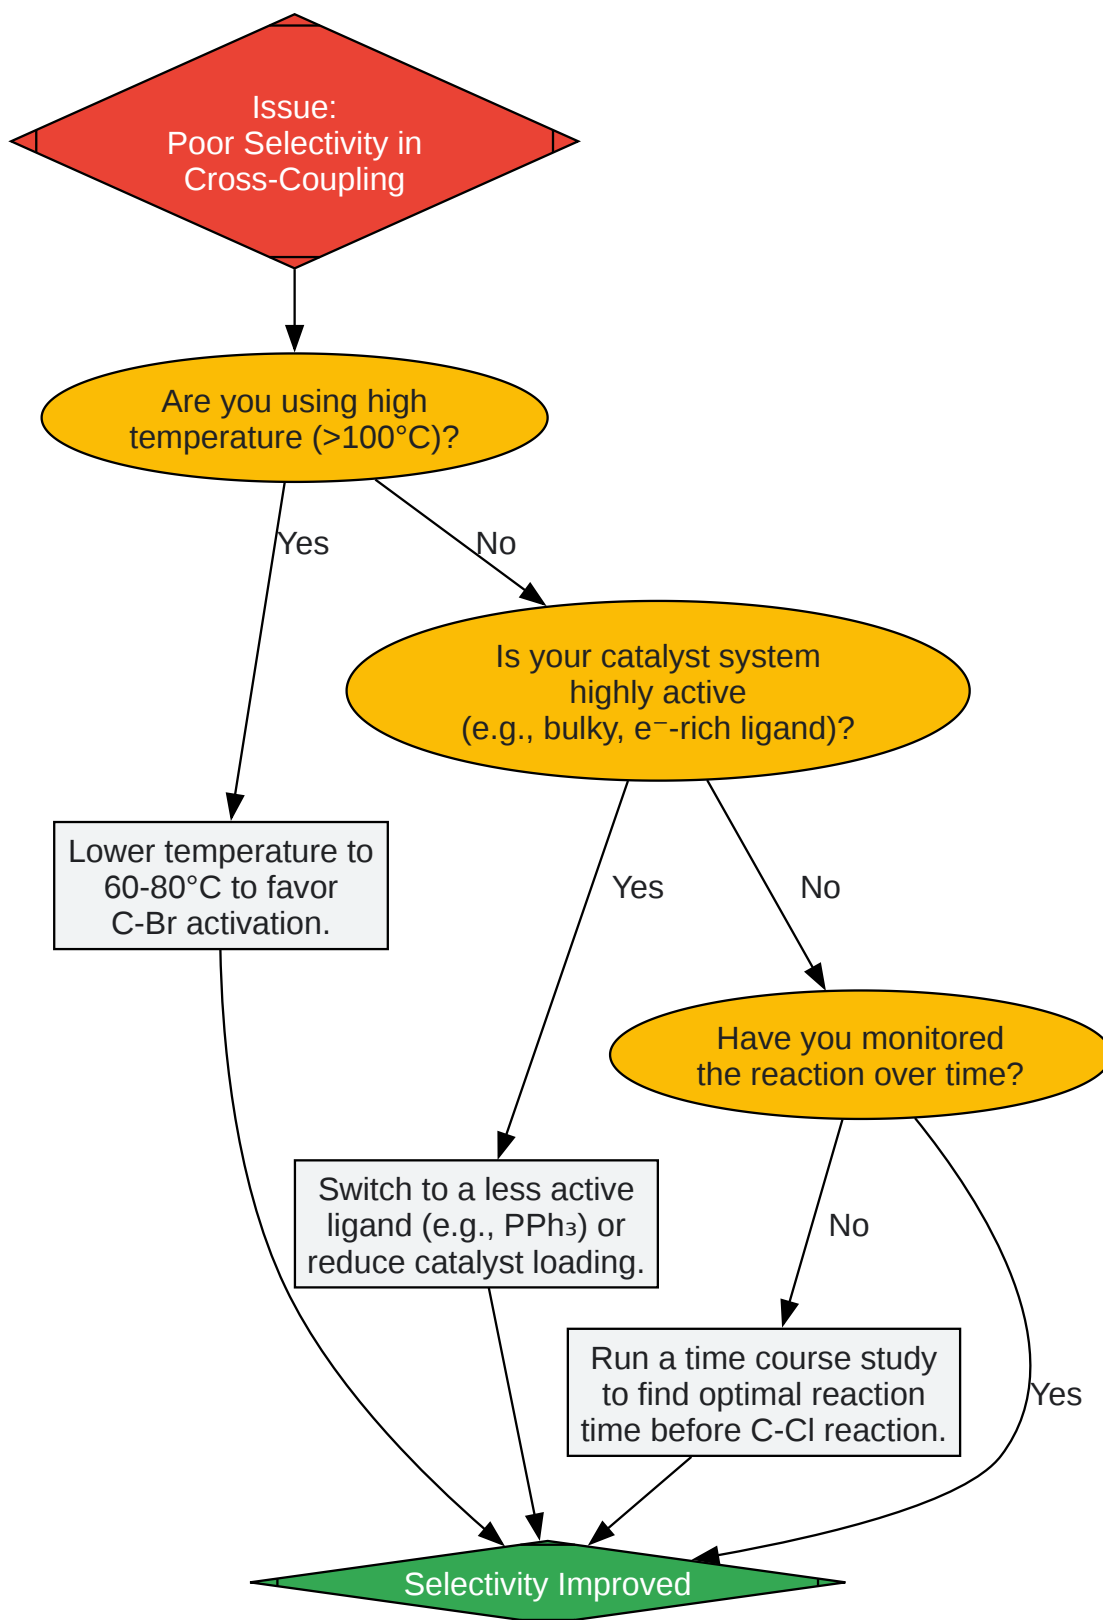 Issue:
Poor Selectivity in
Cross-Coupling
Are you using high
temperature (>100°C)?
Yes
No
Is your catalyst system
highly active
(e.g., bulky, e⁻-rich ligand)?
Lower temperature to
60-80°C to favor
C-Br activation.
Yes
No
Have you monitored
the reaction over time?
Switch to a less active
ligand (e.g., PPh₃) or
reduce catalyst loading.
No
Run a time course study
to find optimal reaction
time before C-Cl reaction.
Yes
Selectivity Improved